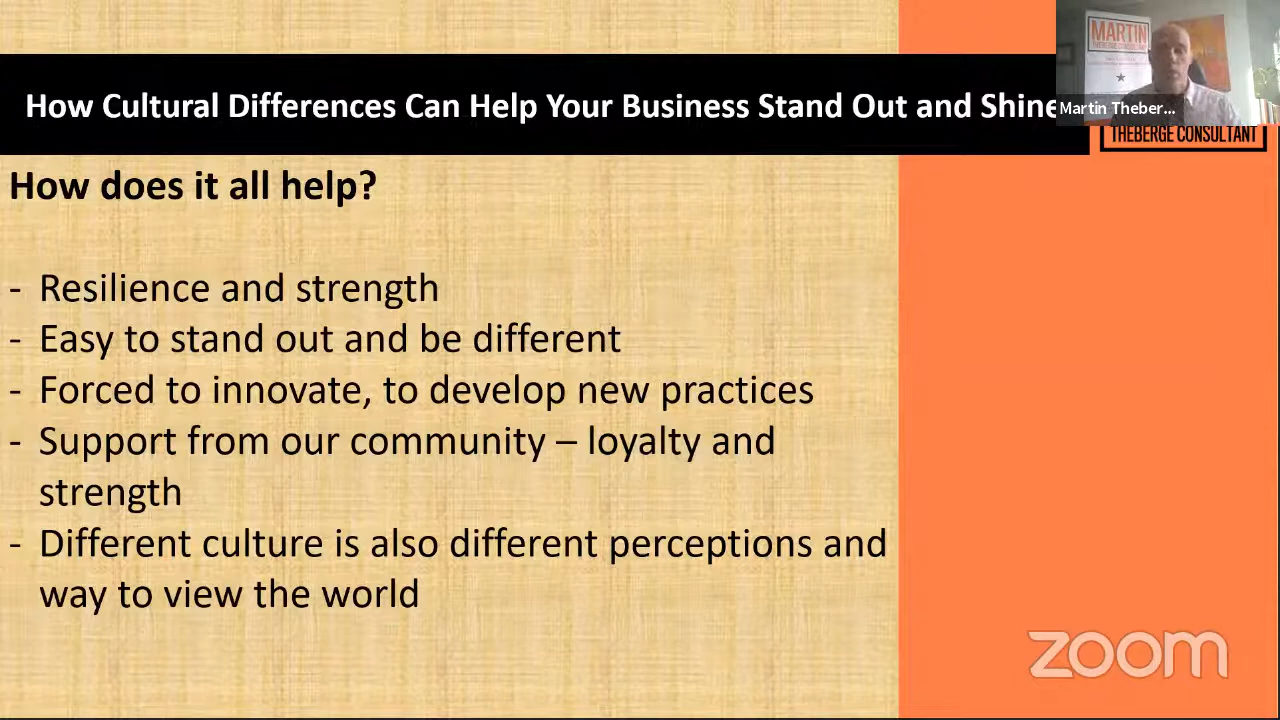 How Cultural Differences Can Help Your Business Stand Out and Shine
MARTIN
THEBERGE CONSULTANT
Martin Theber...
THEBERGE CONSULTANT
How does it all help?
- Resilience and strength
- Easy to stand out and be different
- Forced to innovate, to develop new practices
- Support from our community – loyalty and
strength
- Different culture is also different perceptions and
way to view the world
zoom